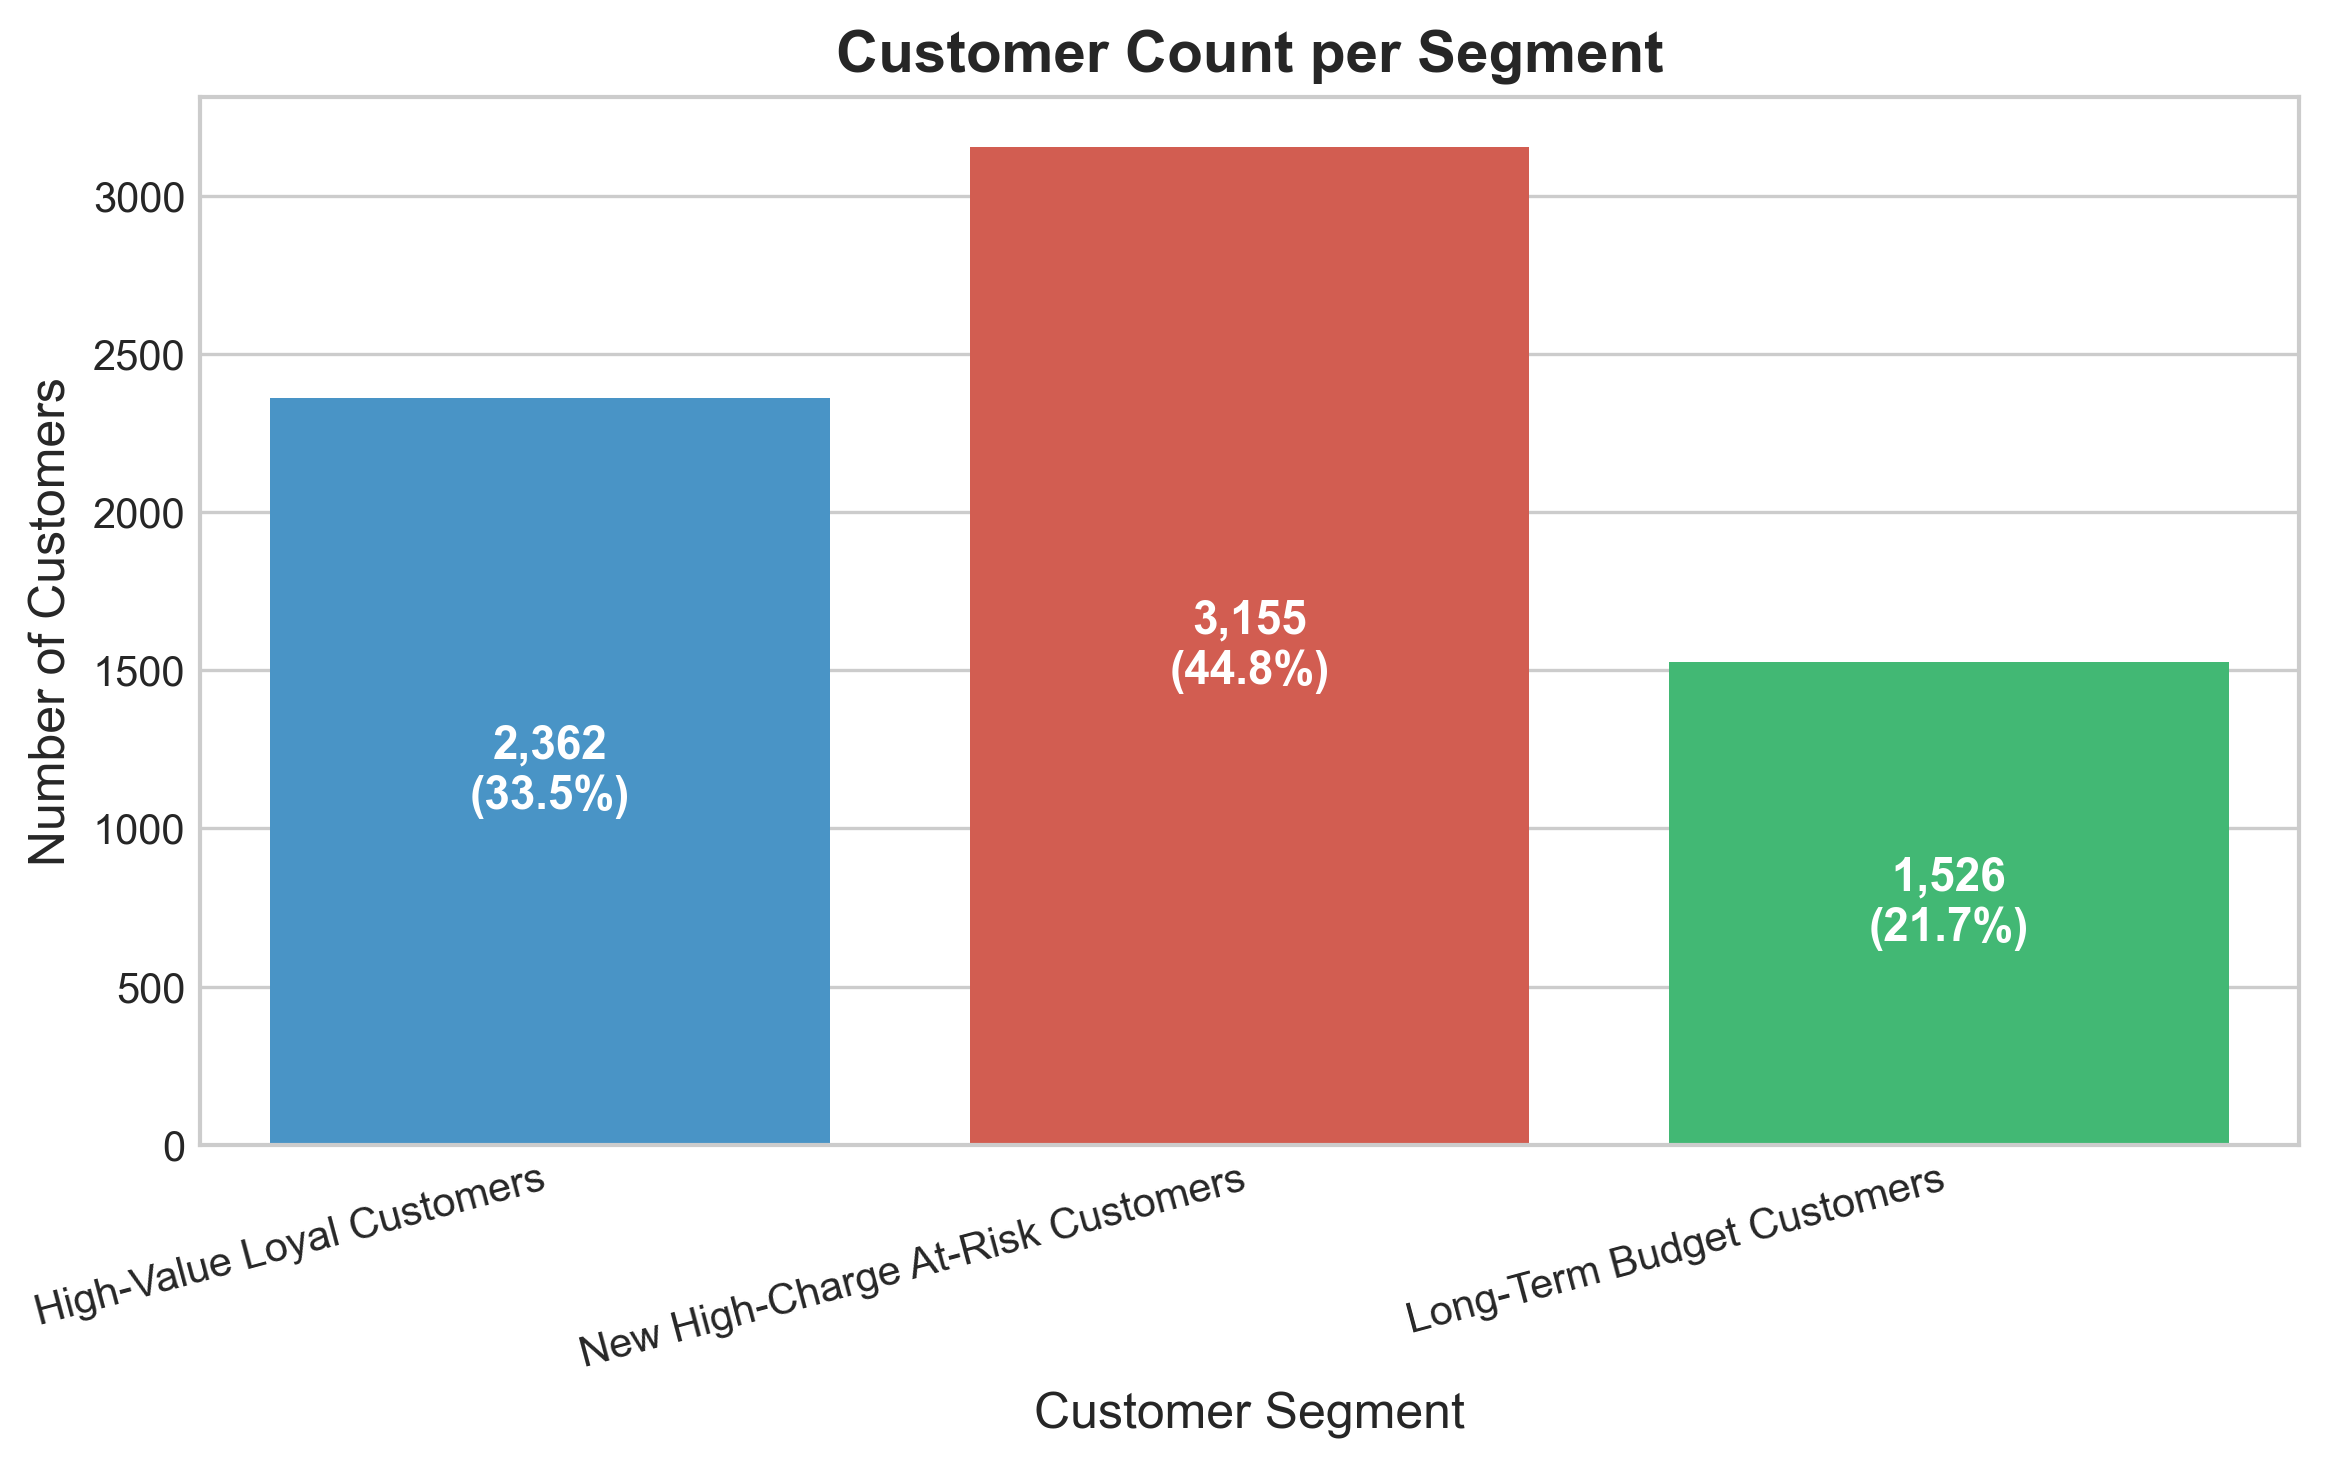 Customer Count per Segment
Number of Customers
3000
2500
2000
1500
1000
500
0
2,362
(33.5%)
3,155
(44.8%)
1,526
(21.7%)
High-Value Loyal Customers
New High-Charge At-Risk Customers
Long-Term Budget Customers
Customer Segment